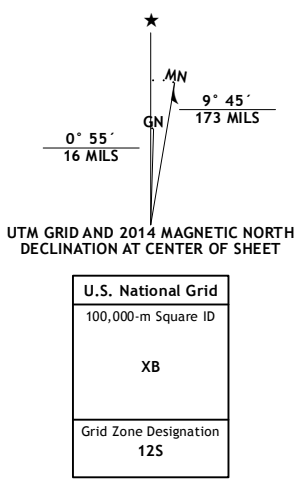 MN
GN
9° 45´
173 MILS
0° 55´
16 MILS
UTM GRID AND 2014 MAGNETIC NORTH
DECLINATION AT CENTER OF SHEET
U.S. National Grid
100,000-m Square ID
XB
Grid Zone Designation
12S